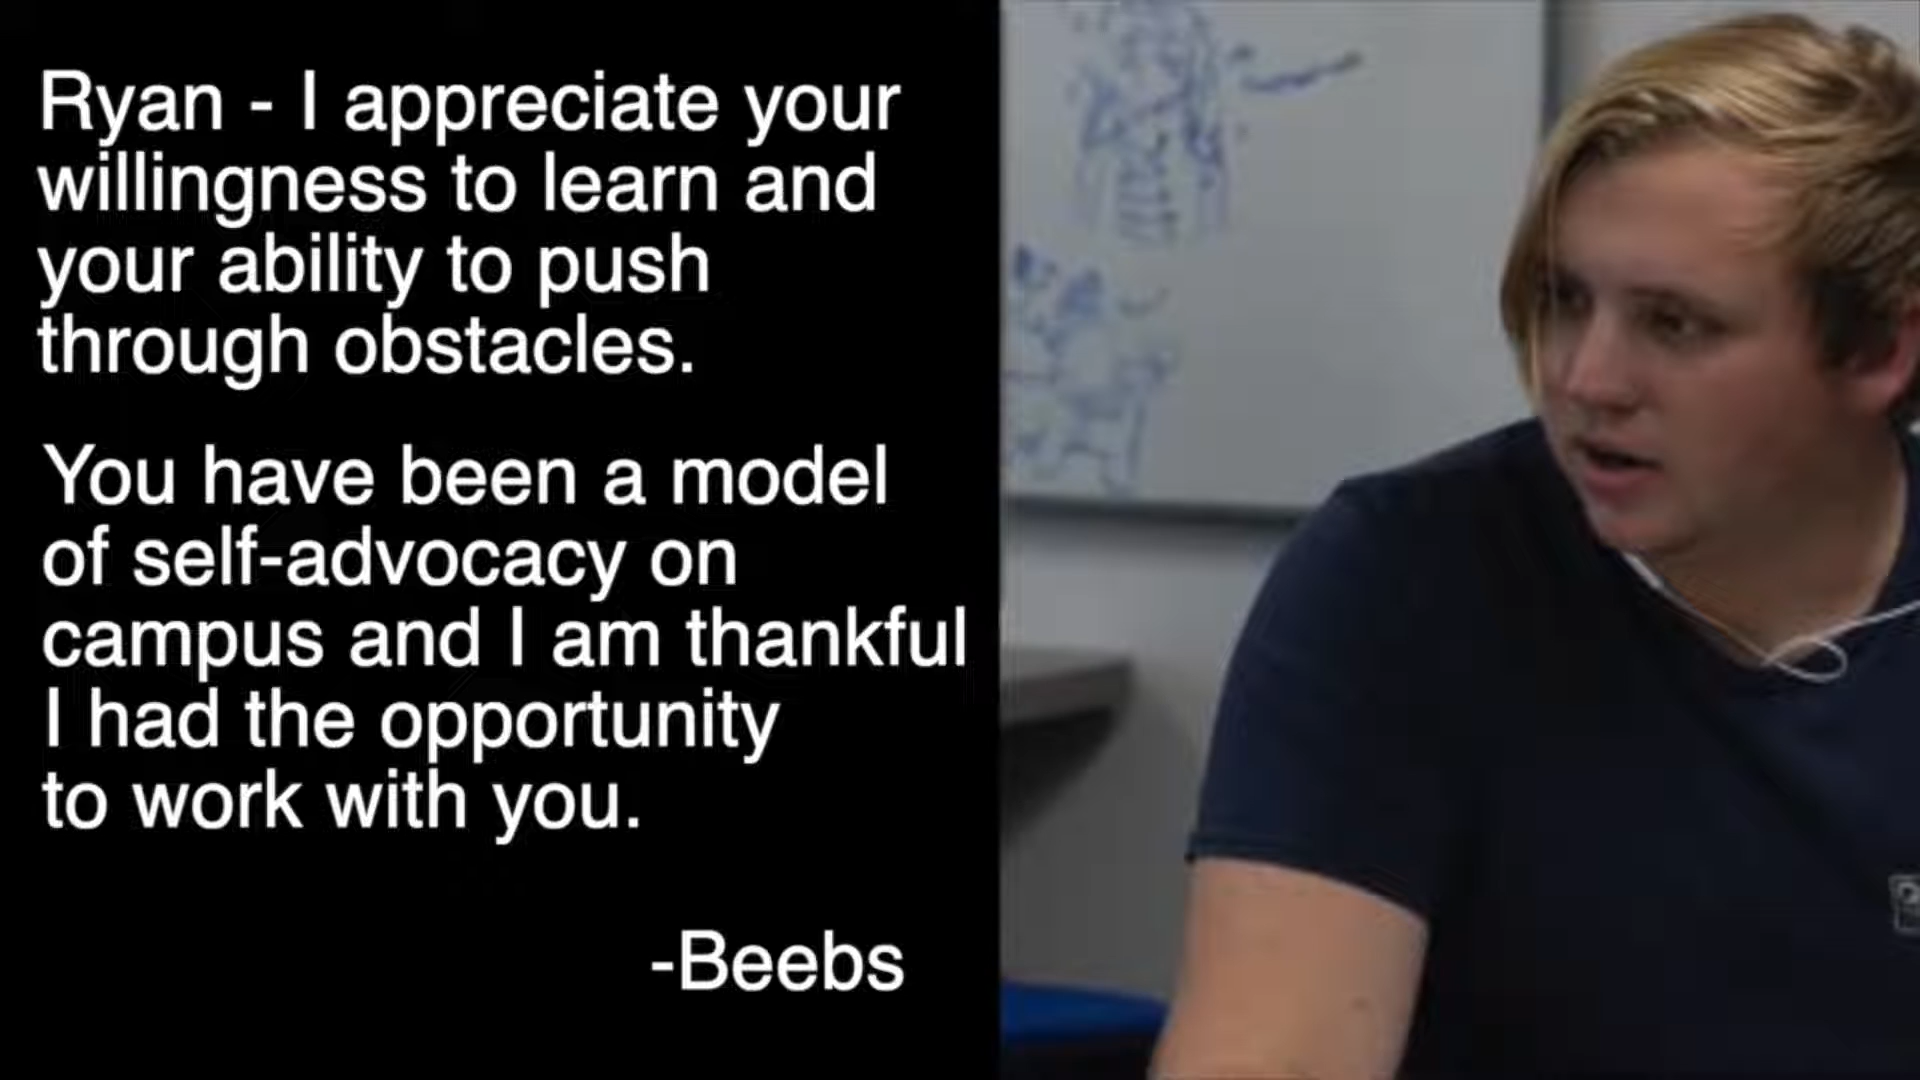 Ryan - I appreciate your
willingness to learn and
your ability to push
through obstacles.
You have been a model
of self-advocacy on
campus and I am thankful
I had the opportunity
to work with you.
-Beebs